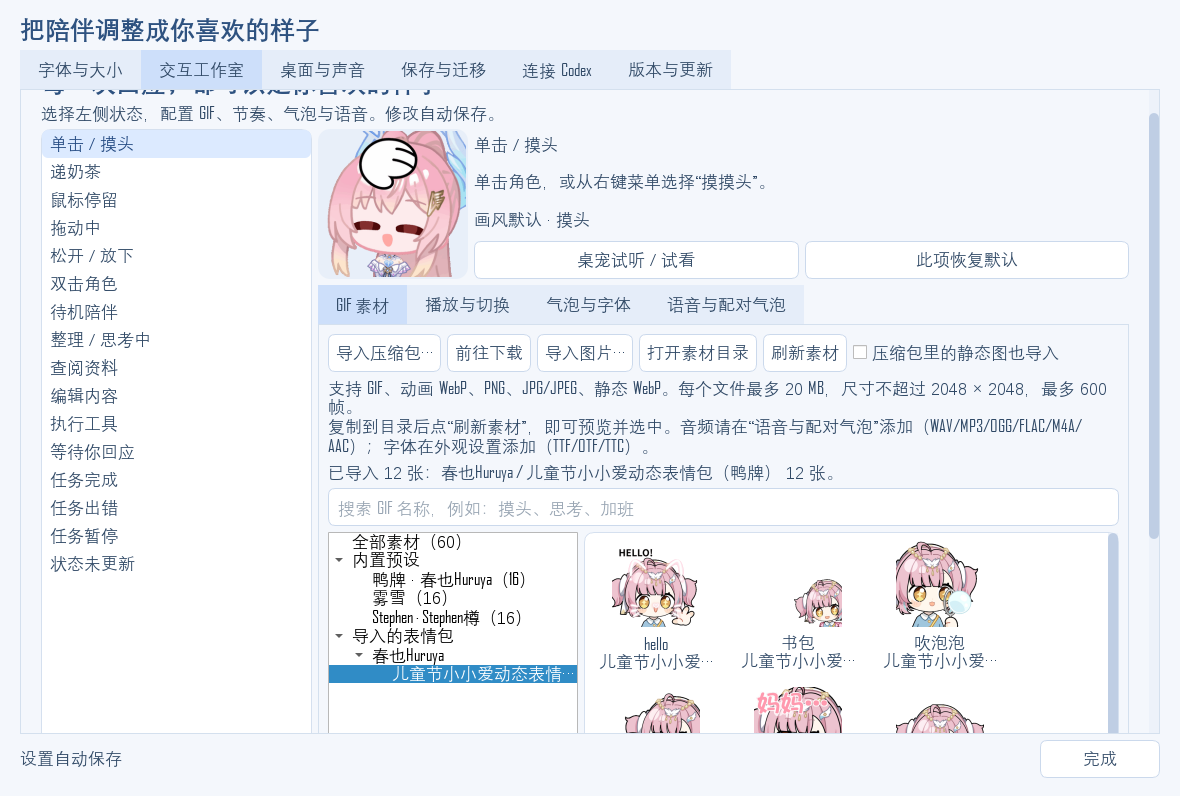 把陪伴调整成你喜欢的样子
字体与大小
交互工作室
桌面与声音
保存与迁移
连接 Codex
版本与更新
选择左侧状态，配置 GIF、节奏、气泡与语音。修改自动保存。
单击 / 摸头
递奶茶
鼠标停留
拖动中
松开 / 放下
双击角色
待机陪伴
整理 / 思考中
查阅资料
编辑内容
执行工具
等待你回应
任务完成
任务出错
任务暂停
状态未更新
单击 / 摸头
单击角色，或从右键菜单选择“摸摸头”。
画风默认 · 摸头
桌宠试听 / 试看
此项恢复默认
GIF 素材
播放与切换
气泡与字体
语音与配对气泡
导入压缩包…
前往下载
导入图片…
打开素材目录
刷新素材
压缩包里的静态图也导入
支持 GIF、动画 WebP、PNG、JPG/JPEG、静态 WebP。每个文件最多 20 MB，尺寸不超过 2048 × 2048，最多 600
帧。
复制到目录后点“刷新素材”，即可预览并选中。音频请在“语音与配对气泡”添加（WAV/MP3/OGG/FLAC/M4A/
AAC）；字体在外观设置添加（TTF/OTF/TTC）。
已导入 12 张：春也Huruya / 儿童节小小爱动态表情包（鸭牌） 12 张。
搜索 GIF 名称，例如：摸头、思考、加班
全部素材（60）
内置预设
鸭牌 · 春也Huruya（16）
雾雪（16）
Stephen · Stephen樽（16）
导入的表情包
春也Huruya
儿童节小小爱动态表情…
HELLO!
hello
儿童节小小爱…
书包
儿童节小小爱…
吹泡泡
儿童节小小爱…
妈妈…
设置自动保存
完成